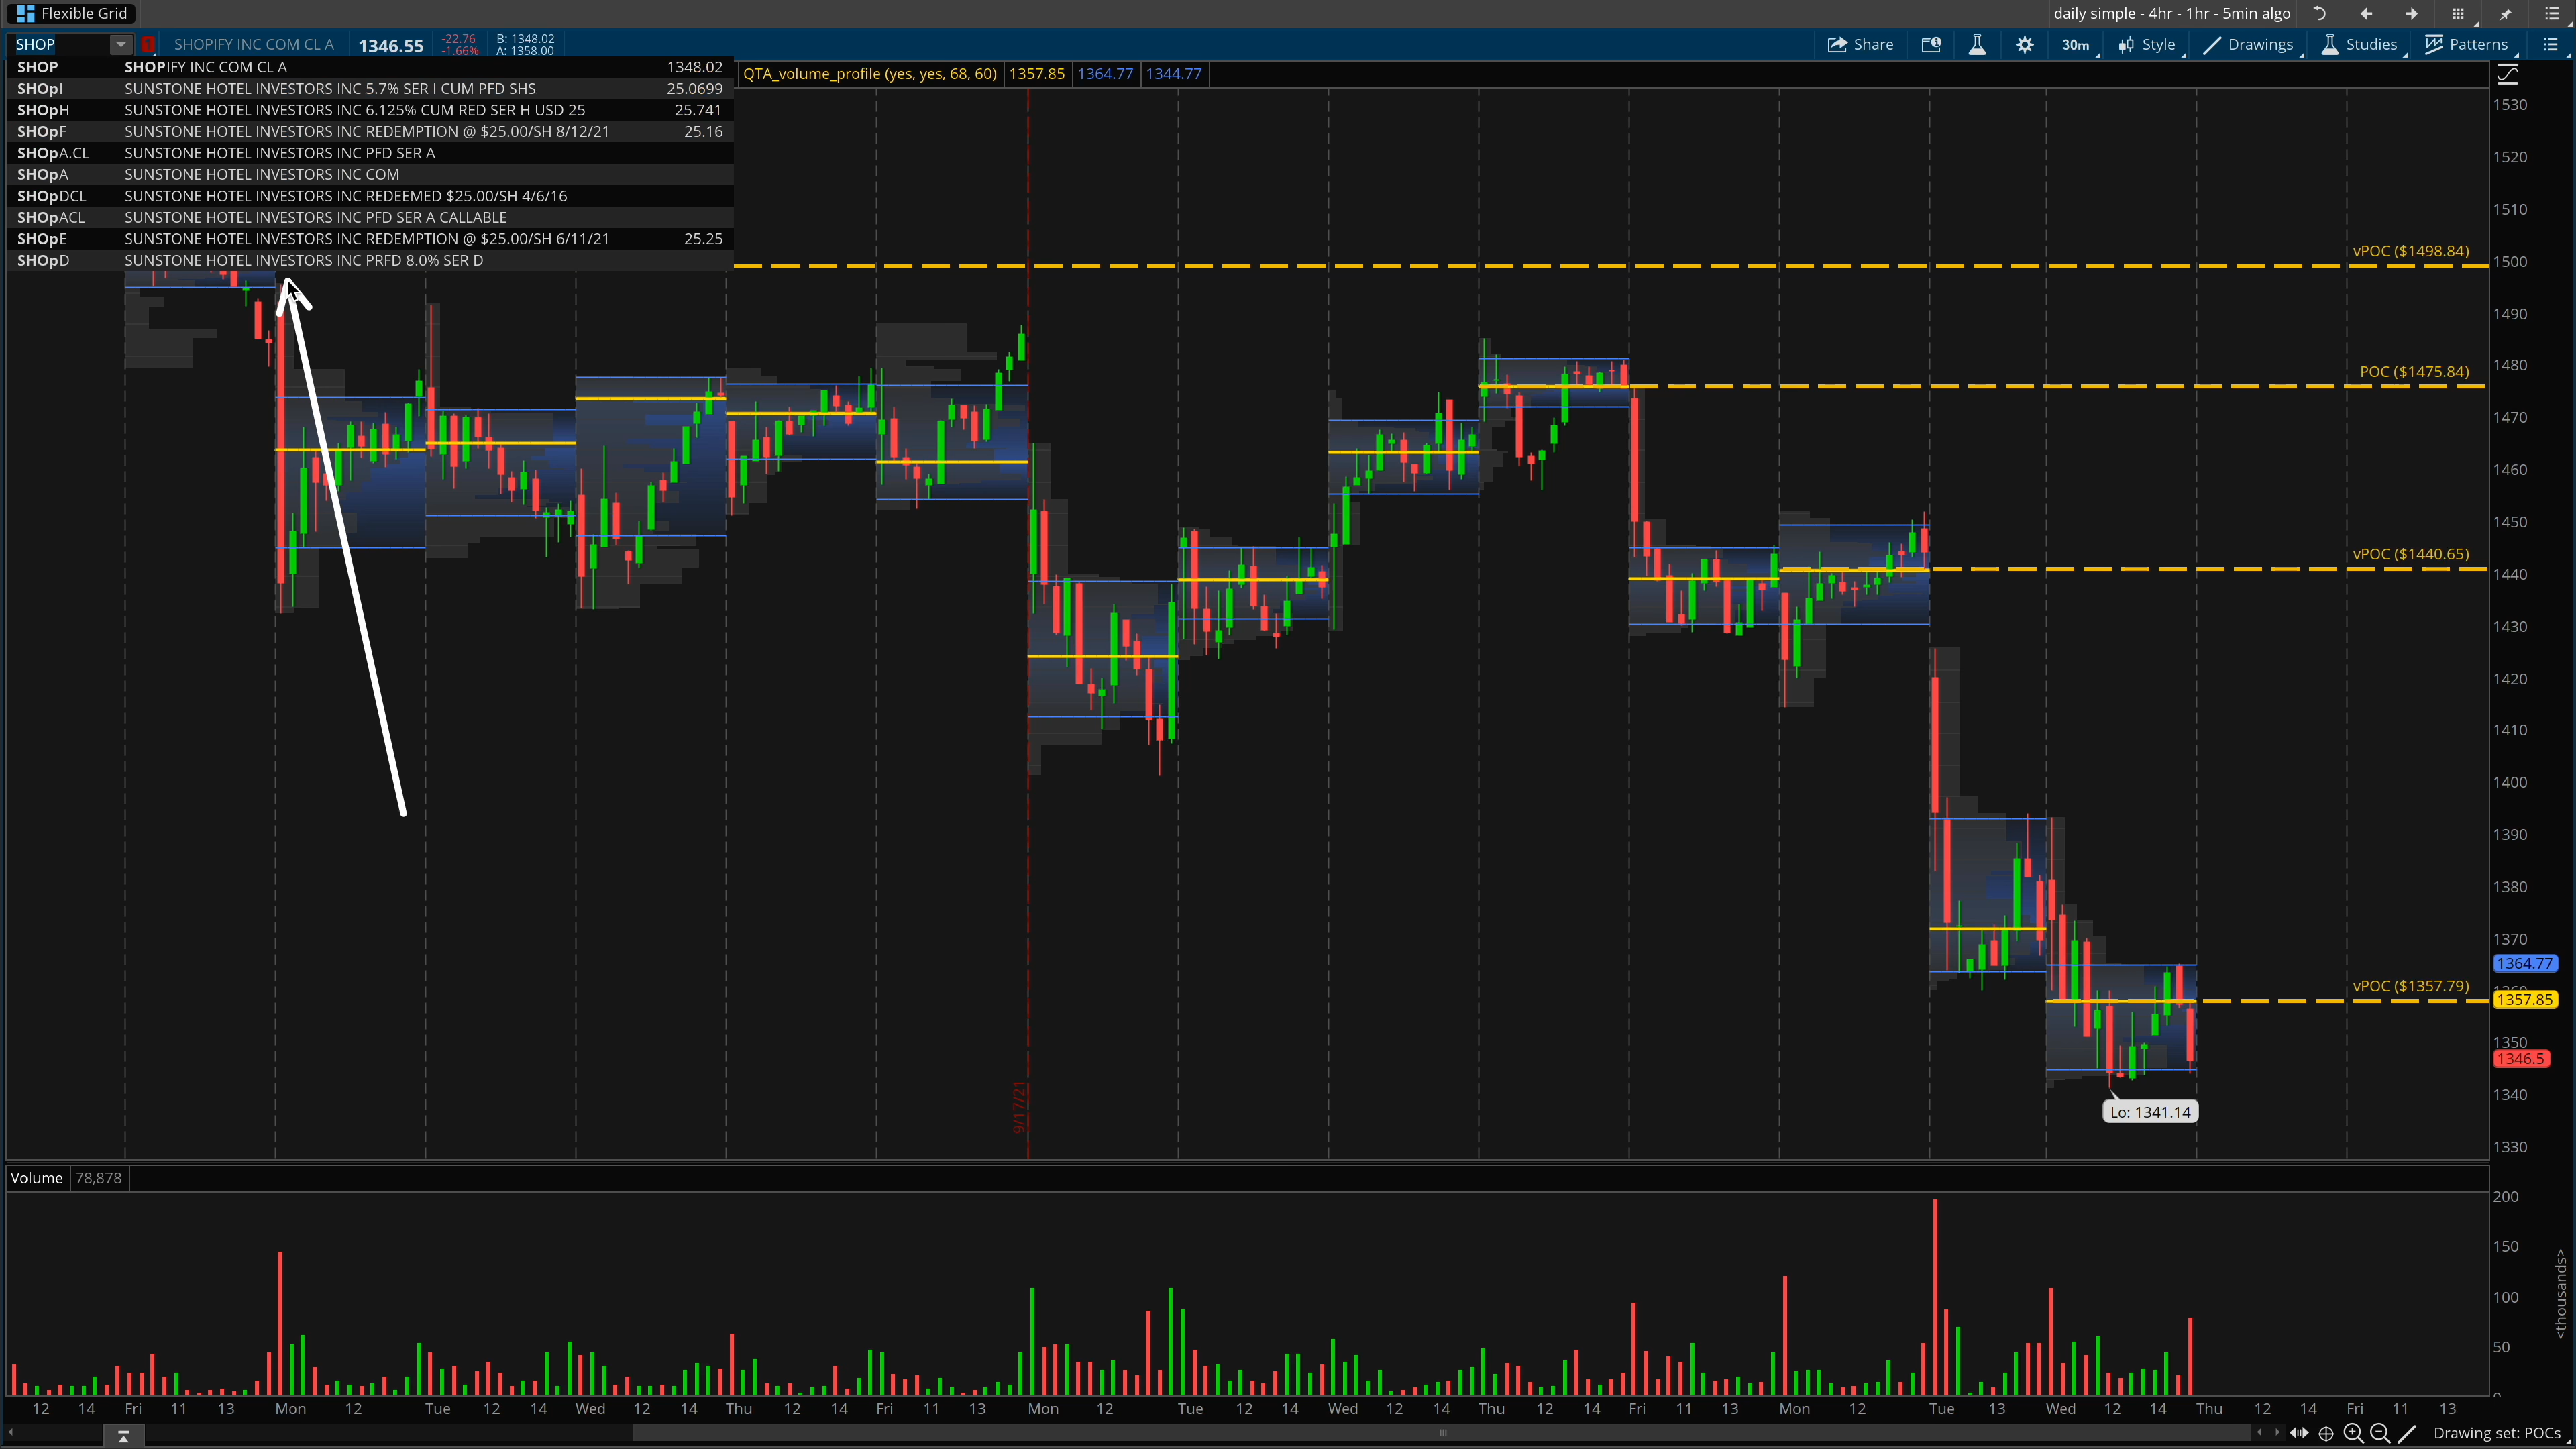 Flexible Grid
daily simple - 4hr - 1hr - 5min algo
SHOP
1
SHOPIFY INC COM CL A
1346.55
-22.76
-1.66%
B: 1348.02
A: 1358.00
Share
30m
Style
Drawings
Studies
Patterns
SHOP SHOPIFY INC COM CL A 1348.02
SHOpI SUNSTONE HOTEL INVESTORS INC 5.7% SER I CUM PFD SHS 25.0699
SHOpH SUNSTONE HOTEL INVESTORS INC 6.125% CUM RED SER H USD 25 25.741
SHOpF SUNSTONE HOTEL INVESTORS INC REDEMPTION @ $25.00/SH 8/12/21 25.16
SHOpA.CL SUNSTONE HOTEL INVESTORS INC PFD SER A
SHOpA SUNSTONE HOTEL INVESTORS INC COM
SHOpDCL SUNSTONE HOTEL INVESTORS INC REDEEMED $25.00/SH 4/6/16
SHOpACL SUNSTONE HOTEL INVESTORS INC PFD SER A CALLABLE
SHOpE SUNSTONE HOTEL INVESTORS INC REDEMPTION @ $25.00/SH 6/11/21 25.25
SHOpD SUNSTONE HOTEL INVESTORS INC PRFD 8.0% SER D
QTA_volume_profile (yes, yes, 68, 60) 1357.85 1364.77 1344.77
1530
1520
1510
vPOC ($1498.84)
1500
1490
1480
POC ($1475.84)
1470
1460
1450
vPOC ($1440.65)
1440
1430
1420
1410
1400
1390
1380
1370
1364.77
vPOC ($1357.79)
1357.85
1350
1346.5
1340
Lo: 1341.14
1330
9/17/21
Volume 78,878
200
150
100
50
<thousands>
12 14 Fri 11 13 Mon 12 Tue 12 14 Wed 12 14 Thu 12 14 Fri 11 13 Mon 12 Tue 12 14 Wed 12 14 Thu 12 14 Fri 11 13 Mon 12 Tue 13 Wed 12 14 Thu 12 14 Fri 11 13
Drawing set: POCs